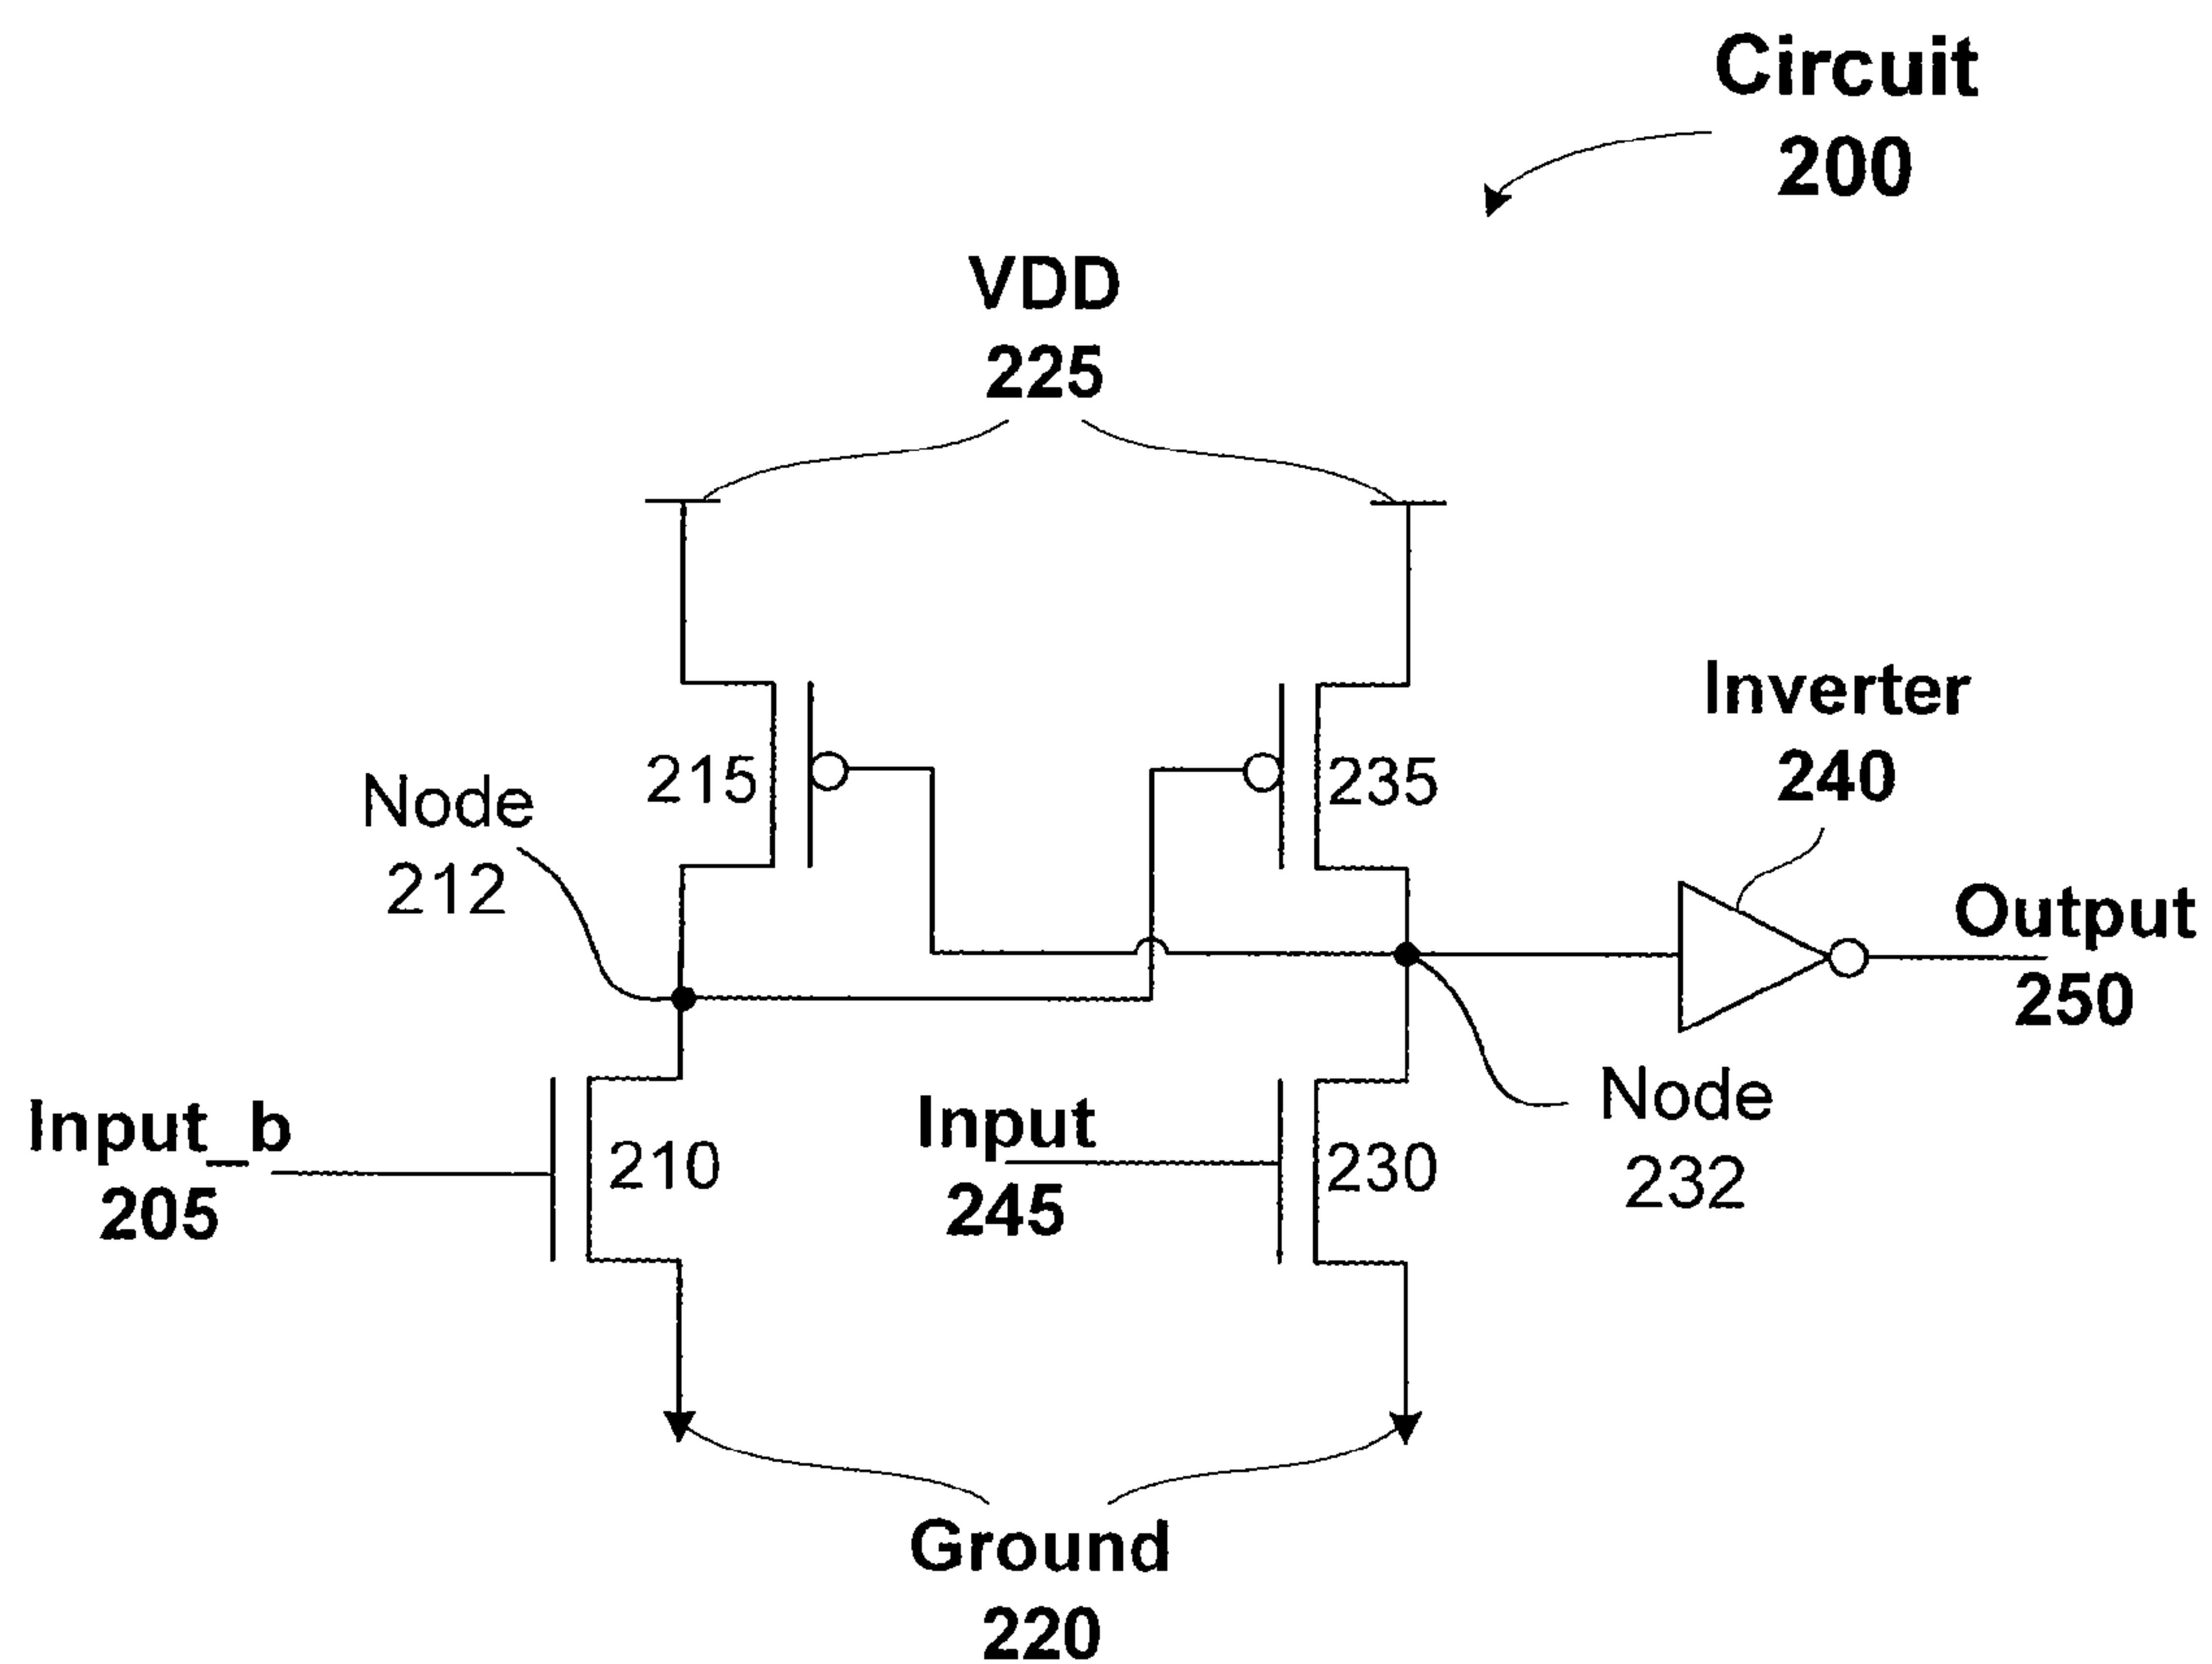 Circuit
200
VDD
225
Inverter
240
215
235
Node
212
Output
250
Input_b
205
210
Input
245
230
Node
232
Ground
220